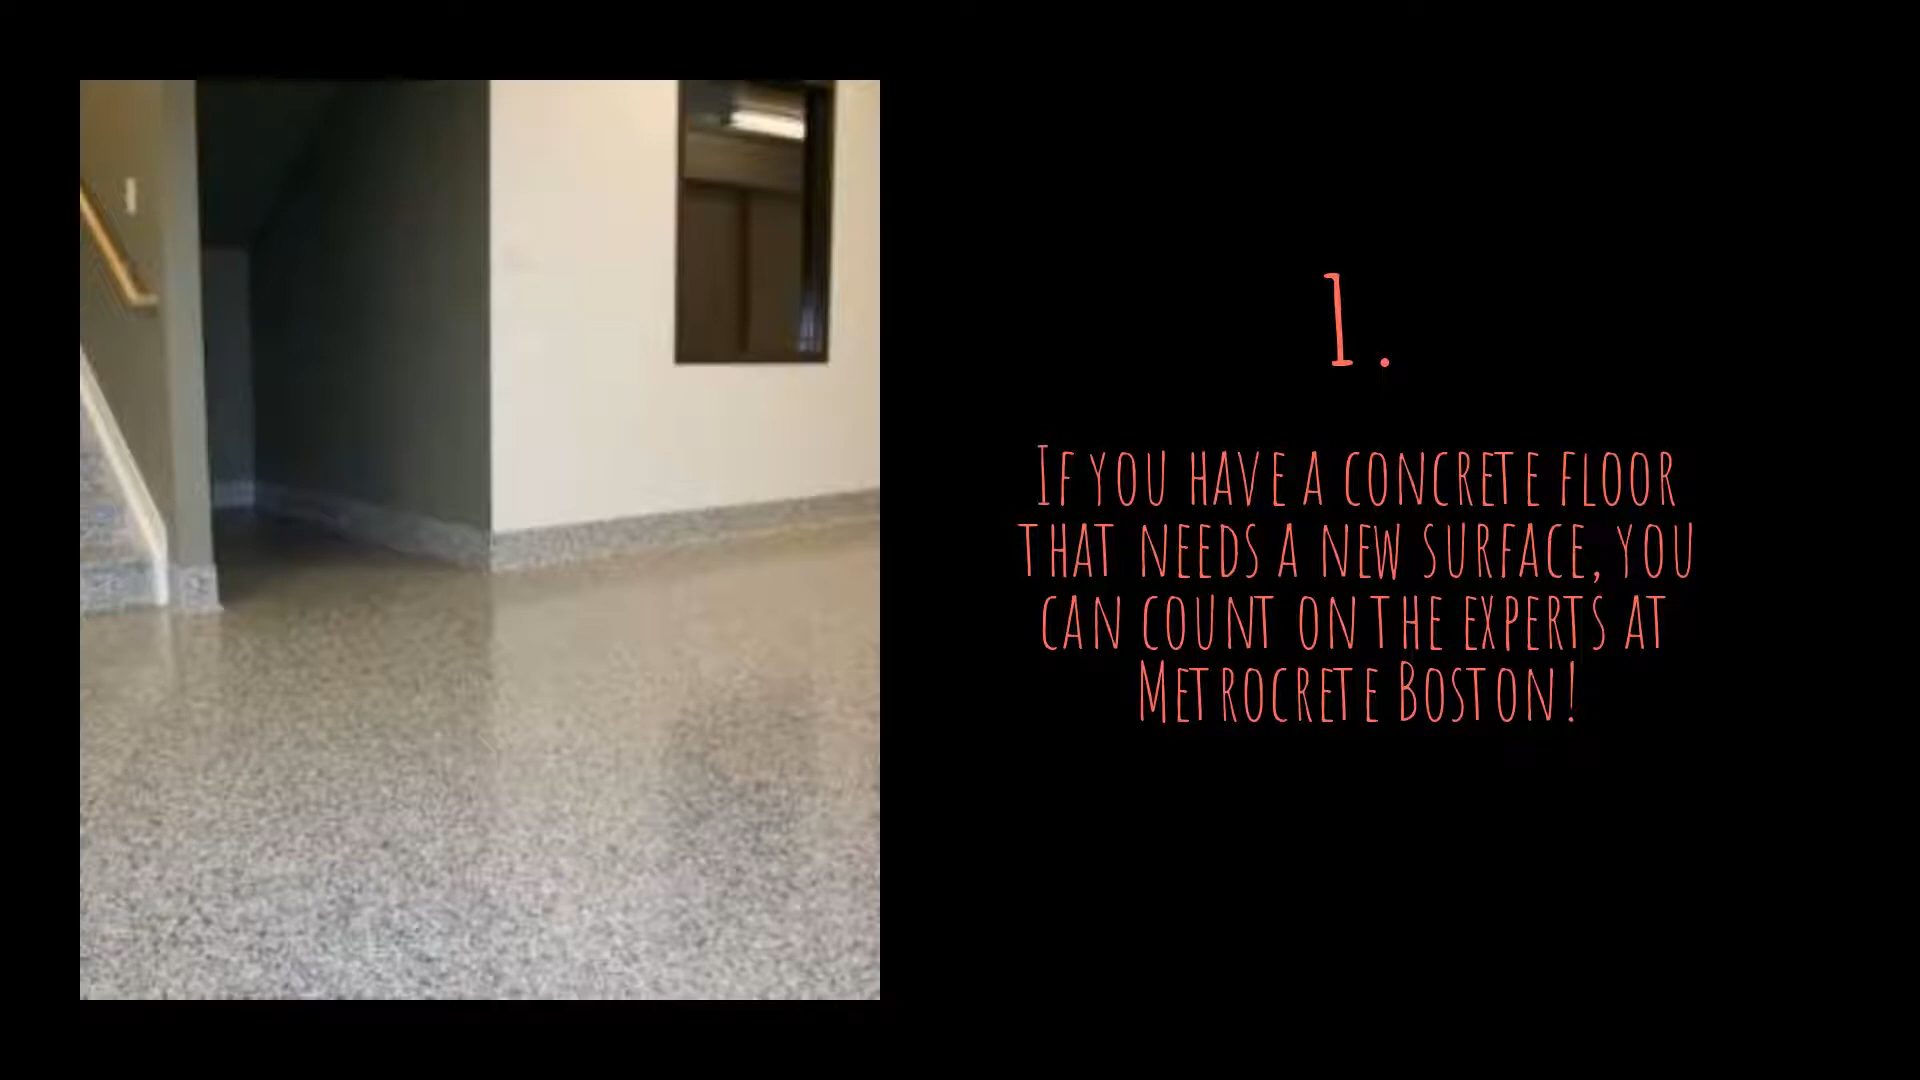 1.
If you have a concrete floor
that needs a new surface, you
can count on the experts at
Metrocrete Boston!